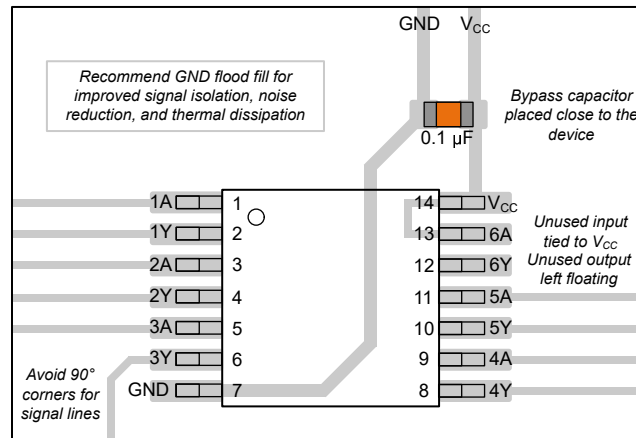 GND VCC
Recommend GND flood fill for
improved signal isolation, noise
reduction, and thermal dissipation
Bypass capacitor
placed close to the
device
0.1 µF
1A 1 14 VCC
1Y 2 13 6A
2A 3 12 6Y
2Y 4 11 5A
3A 5 10 5Y
3Y 6 9 4A
GND 7 8 4Y
Unused input
tied to VCC
Unused output
left floating
Avoid 90°
corners for
signal lines